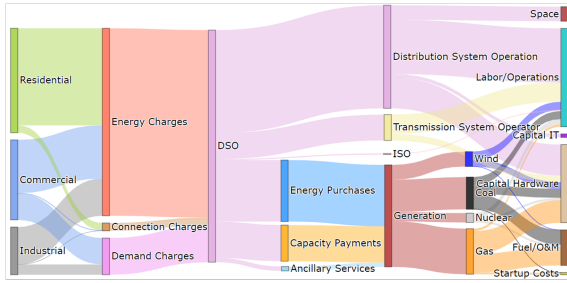 Space
Residential
Distribution System Operation
Labor/Operations
Energy Charges
Transmission System Operator
Capital IT
DSO
ISO
Wind
Commercial
Energy Purchases
Capital Hardware
Coal
Generation
Nuclear
Connection Charges
Capacity Payments
Industrial
Demand Charges
Gas
Fuel/O&M
Ancillary Services
Startup Costs